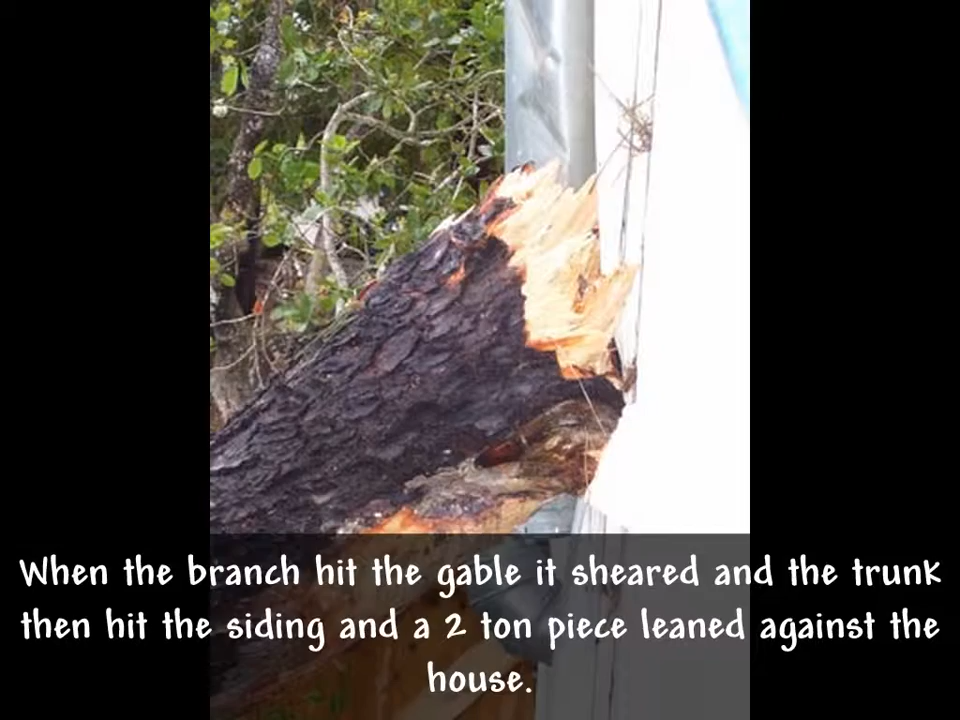 When the branch hit the gable it sheared and the trunk
then hit the siding and a 2 ton piece leaned against the
house.